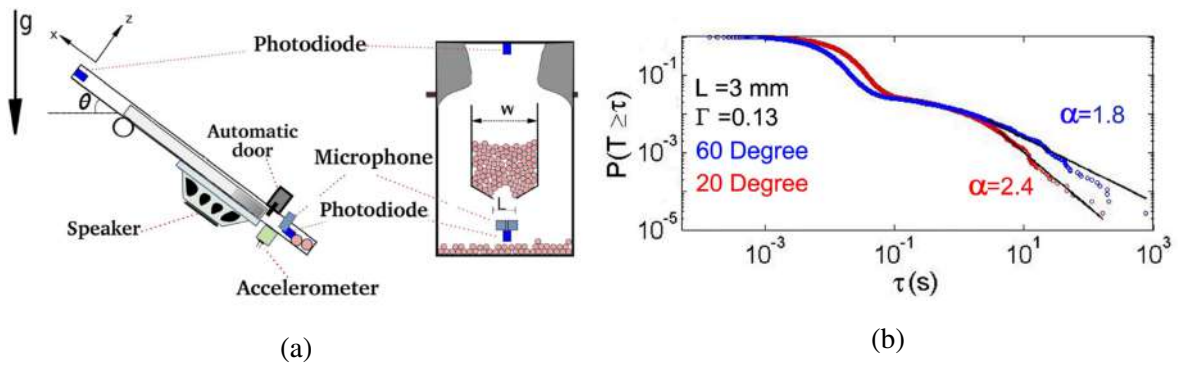 g
z
x
θ
Photodiode
Automatic
door
Microphone
Photodiode
Speaker
Accelerometer
w
L
(a)
P(T ≥τ)
10⁻¹
10⁻³
10⁻⁵
L =3 mm
Γ =0.13
60 Degree
20 Degree
α=1.8
α=2.4
10⁻³
10⁻¹
10¹
10³
τ(s)
(b)